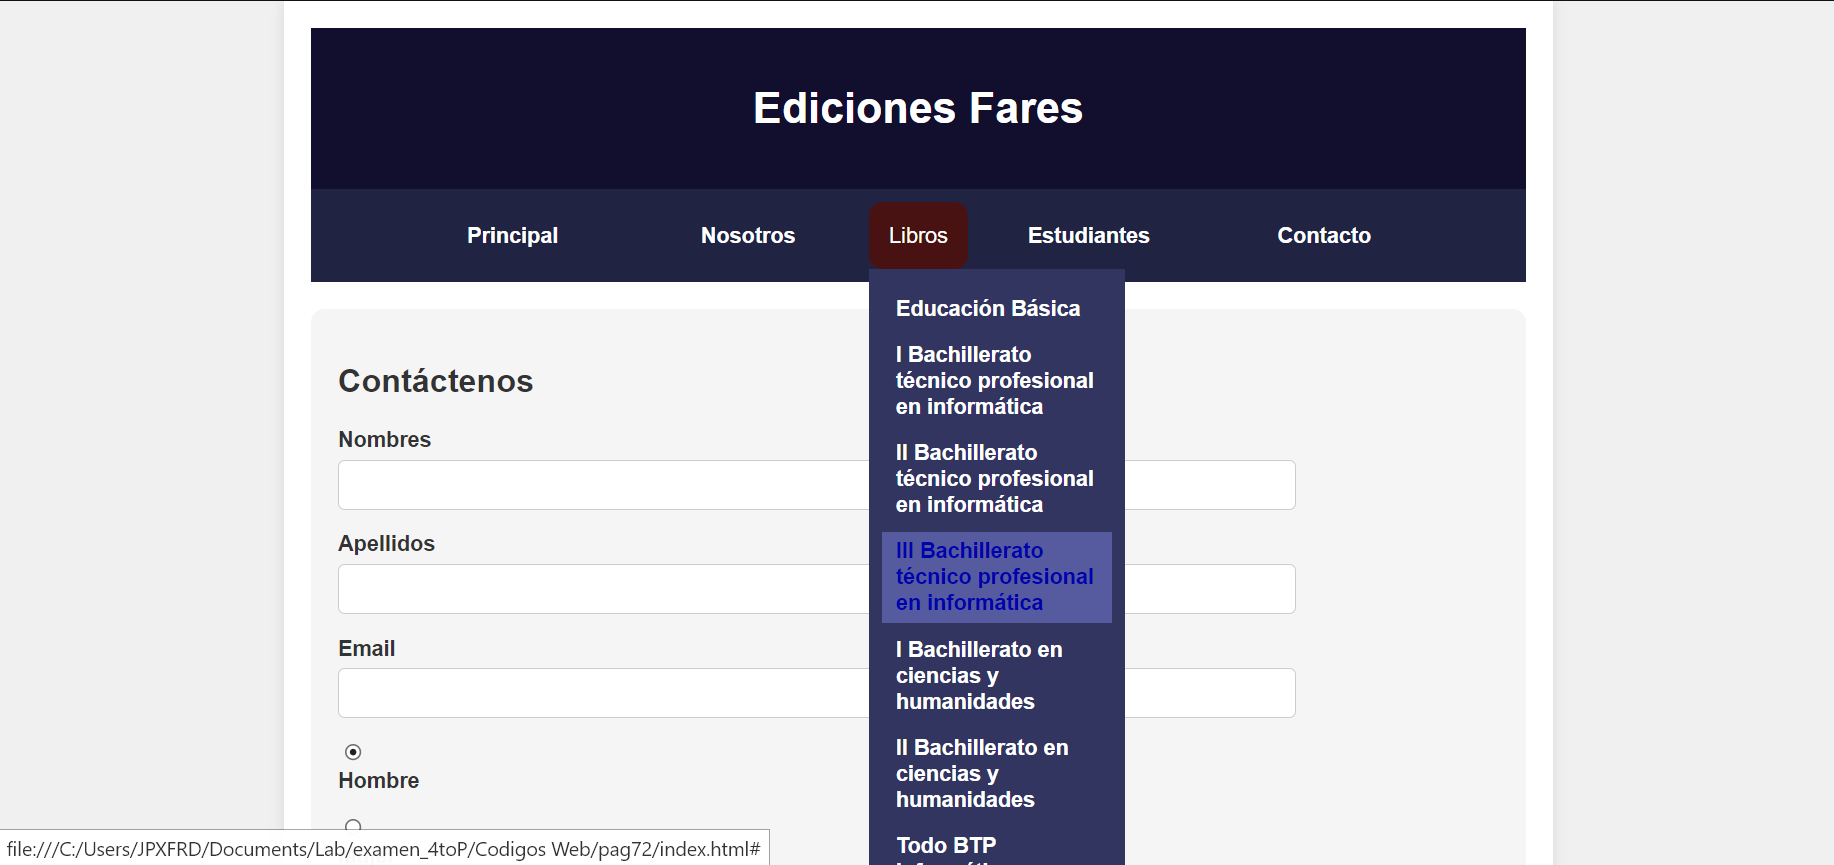 Ediciones Fares
Principal
Nosotros
Libros
Estudiantes
Contacto
Educación Básica
I Bachillerato
técnico profesional
en informática
II Bachillerato
técnico profesional
en informática
III Bachillerato
técnico profesional
en informática
I Bachillerato en
ciencias y
humanidades
II Bachillerato en
ciencias y
humanidades
Todo BTP
Contáctenos
Nombres
Apellidos
Email
Hombre
file:///C:/Users/JPXFRD/Documents/Lab/examen_4toP/Codigos Web/pag72/index.html#